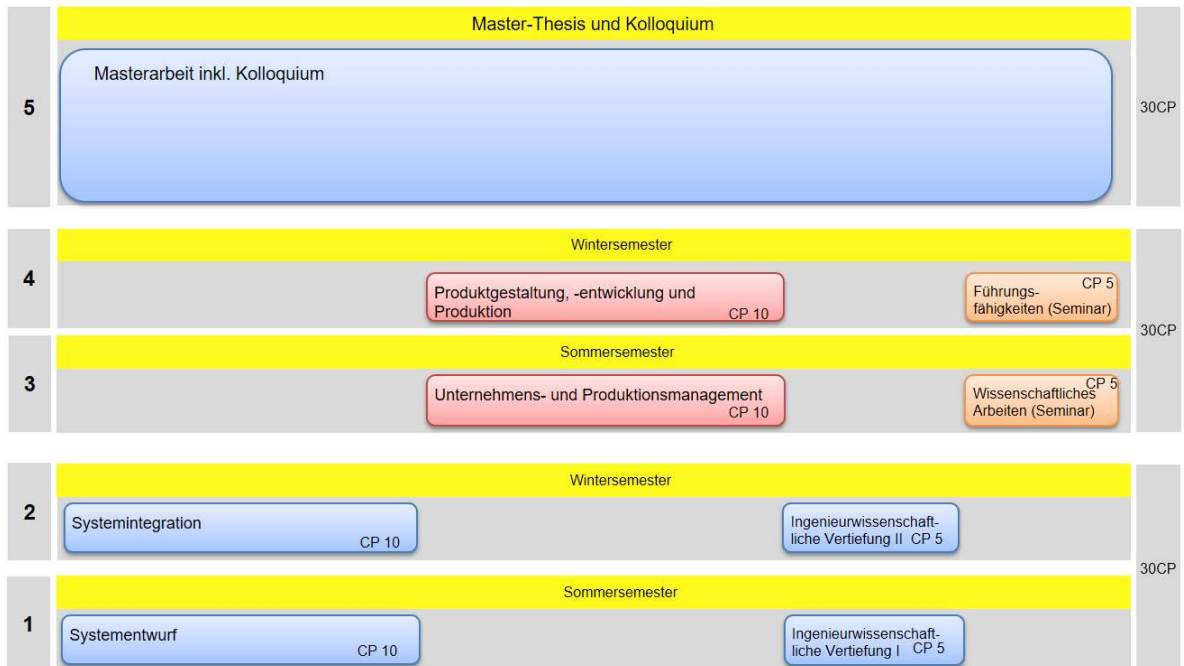 Master-Thesis und Kolloquium
5
Masterarbeit inkl. Kolloquium
30CP
Wintersemester
4
Produktgestaltung, -entwicklung und
Produktion
CP 10
CP 5
Führungs-
fähigkeiten (Seminar)
30CP
Sommersemester
3
Unternehmens- und Produktionsmanagement
CP 10
CP 5
Wissenschaftliches
Arbeiten (Seminar)
Wintersemester
2
Systemintegration
CP 10
Ingenieurwissenschaft-
liche Vertiefung II CP 5
30CP
Sommersemester
1
Systementwurf
CP 10
Ingenieurwissenschaft-
liche Vertiefung I CP 5